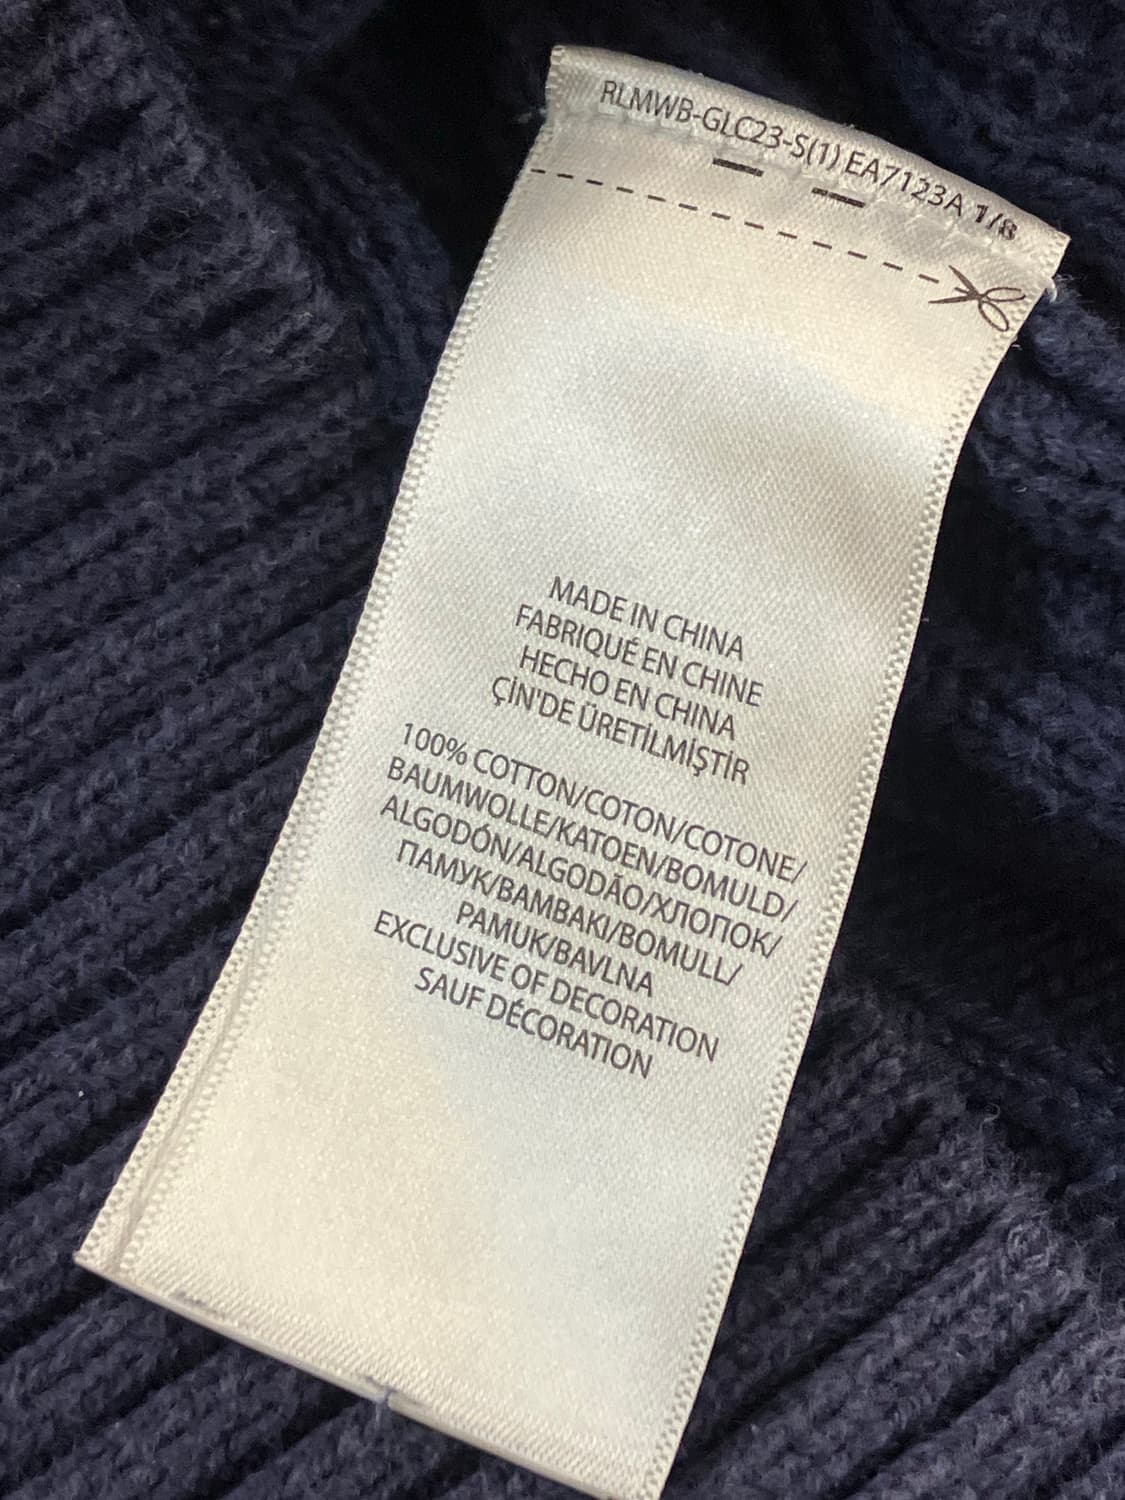 RLMWB-GLC23-S(1) EA7123A 1/8
MADE IN CHINA
FABRIQUÉ EN CHINE
HECHO EN CHINA
ÇİN'DE ÜRETİLMİŞTİR
100% COTTON/COTON/COTONE/
BAUMWOLLE/KATOEN/BOMULD/
ALGODÓN/ALGODÃO/ХЛОПОК/
ПАМУК/BAMBAKI/BOMULL/
PAMUK/BAVLNA
EXCLUSIVE OF DECORATION
SAUF DÉCORATION